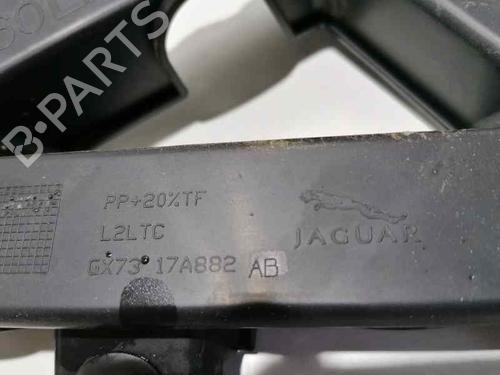 B-PARTS
PP+20%TF
L2LTC
JAGUAR
GX73 17A882 AB